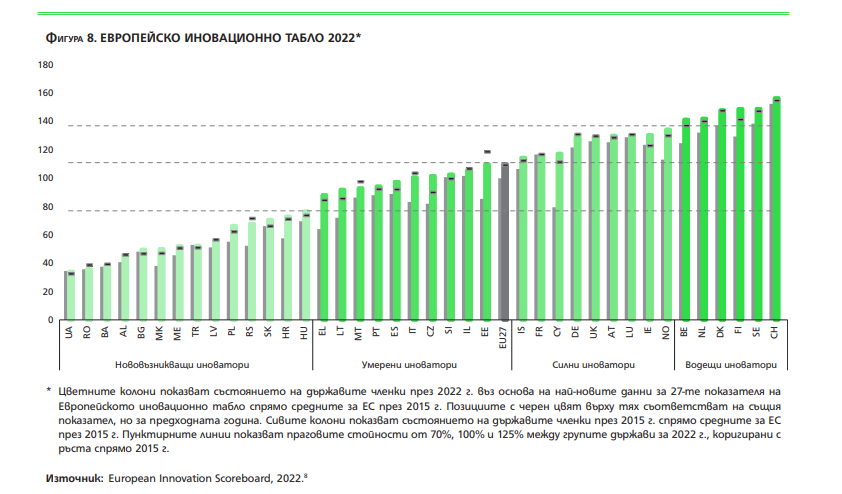 Фигура 8. ЕВРОПЕЙСКО ИНОВАЦИОННО ТАБЛО 2022*
180
160
140
120
100
80
60
40
20
0
UA RO BA AL BG MK ME TR LV PL RS SK HR HU EL LT MT PT ES IT CZ SI IL EE EU27 IS FR CY DE UK AT LU IE NO BE NL DK FI SE CH
Нововъзникващи иноватори Умерени иноватори Силни иноватори Водещи иноватори
* Цветните колони показват състоянието на държавите членки през 2022 г. въз основа на най-новите данни за 27-те показателя на
Европейското иновационно табло спрямо средните за ЕС през 2015 г. Позициите с черен цвят върху тях съответстват на същия
показател, но за предходната година. Сивите колони показват състоянието на държавите членки през 2015 г. спрямо средните за ЕС
през 2015 г. Пунктирните линии показват праговите стойности от 70%, 100% и 125% между групите държави за 2022 г., коригирани с
ръста спрямо 2015 г.
Източник: European Innovation Scoreboard, 2022.8